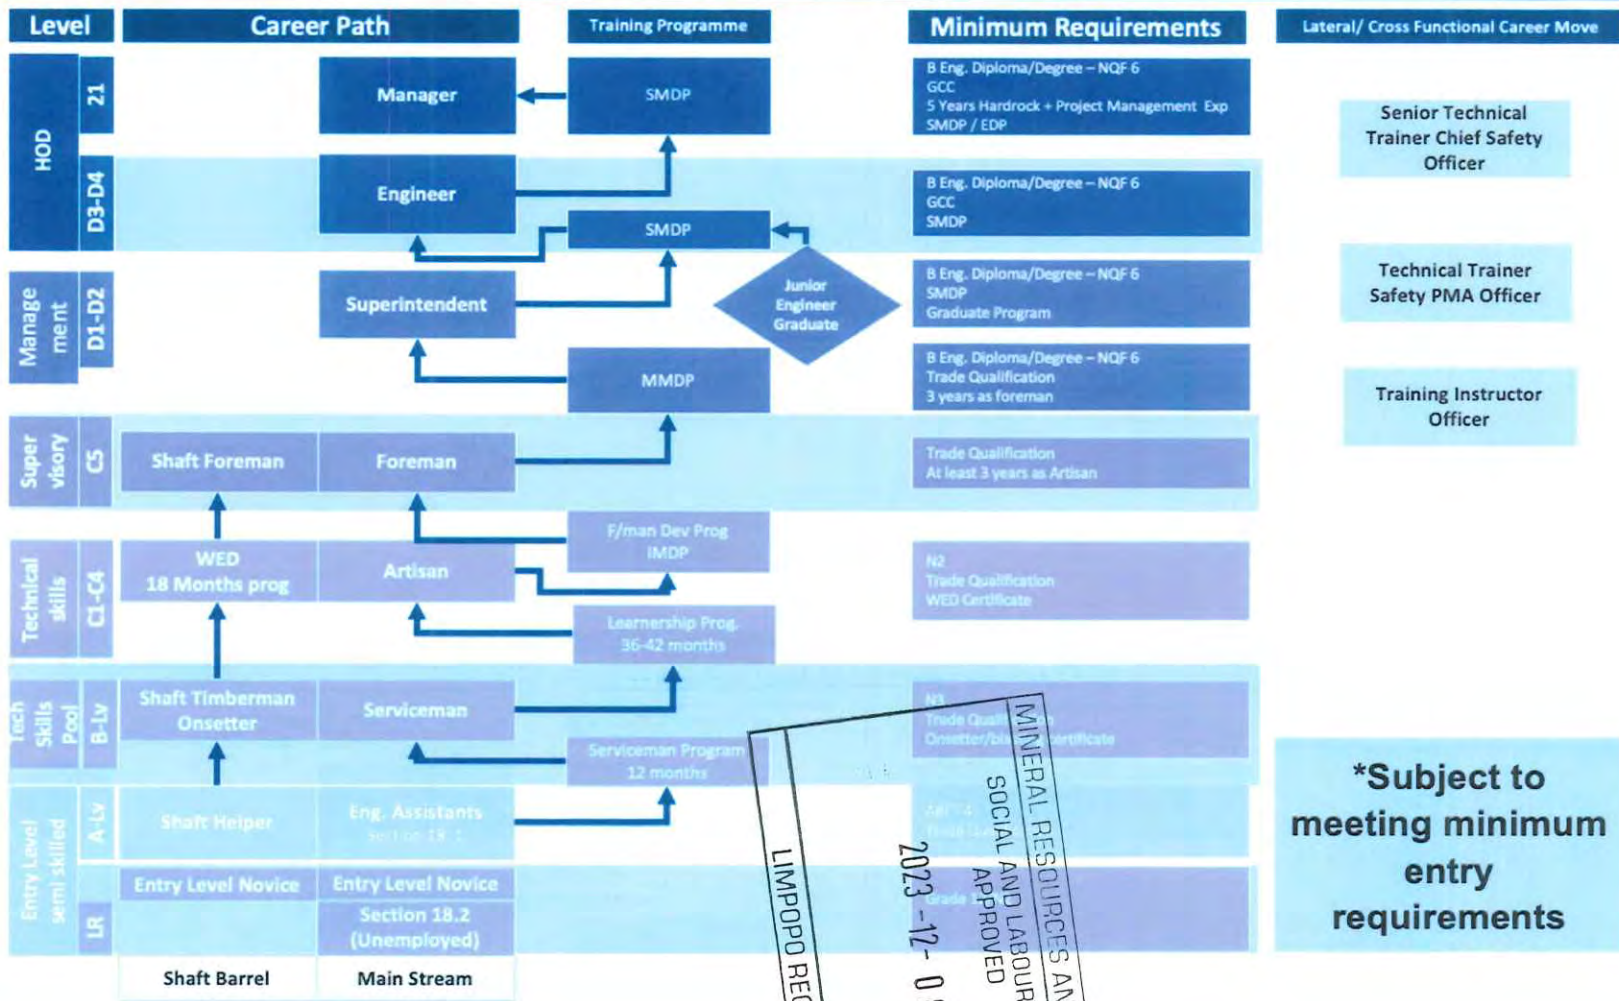 Level
Career Path
Training Programme
Minimum Requirements
Lateral/ Cross Functional Career Move
HOD
21
Manager
SMDP
B Eng. Diploma/Degree – NQF 6
GCC
5 Years Hardrock + Project Management Exp
SMDP / EDP
Senior Technical
Trainer Chief Safety
Officer
D3-D4
Engineer
SMDP
B Eng. Diploma/Degree – NQF 6
GCC
SMDP
Manage
ment
D1-D2
Superintendent
Junior
Engineer
Graduate
B Eng. Diploma/Degree – NQF 6
SMDP
Graduate Program
Technical Trainer
Safety PMA Officer
MMDP
B Eng. Diploma/Degree – NQF 6
Trade Qualification
3 years as foreman
Training Instructor
Officer
Super
visory
C5
Shaft Foreman
Foreman
Trade Qualification
At least 3 years as Artisan
F/man Dev Prog
IMDP
Technical
skills
C1-C4
WED
18 Months prog
Artisan
N2
Trade Qualification
WED Certificate
Learnership Prog.
36-42 months
Tech
Skills
Pool
B-Lv
Shaft Timberman
Onsetter
Serviceman
N3
Trade Qualification
Onsetter/ certificate
Serviceman Program
12 months
Entry Level
semi skilled
A-Lv
Shaft Helper
Eng. Assistants
Section 18.1
LR
Entry Level Novice
Entry Level Novice
Section 18.2
(Unemployed)
Grade
Shaft Barrel
Main Stream
*Subject to
meeting minimum
entry
requirements
MINERAL RESOURCES AN
SOCIAL AND LABOUR
APPROVED
2023 -12- 0
LIMPOPO REG